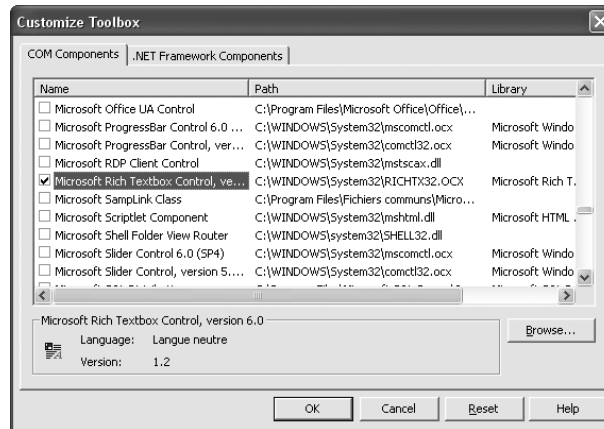 Customize Toolbox
COM Components .NET Framework Components
Name Path Library
Microsoft Office UA Control C:\Program Files\Microsoft Office\Office\...
Microsoft ProgressBar Control 6.0 ... C:\WINDOWS\System32\mscomctl.ocx Microsoft Windo
Microsoft ProgressBar Control, ver... C:\WINDOWS\System32\comctl32.ocx Microsoft Windo
Microsoft RDP Client Control C:\WINDOWS\System32\mstscax.dll
Microsoft Rich Textbox Control, ve... C:\WINDOWS\System32\RICHTX32.OCX Microsoft Rich T.
Microsoft SampLink Class C:\Program Files\Fichiers communs\Micro...
Microsoft Scriptlet Component C:\WINDOWS\System32\mshtml.dll Microsoft HTML .
Microsoft Shell Folder View Router C:\WINDOWS\system32\SHELL32.dll
Microsoft Slider Control 6.0 (SP4) C:\WINDOWS\System32\mscomctl.ocx Microsoft Windo
Microsoft Slider Control, version 5.... C:\WINDOWS\System32\comctl32.ocx Microsoft Windo
Microsoft Rich Textbox Control, version 6.0
Language: Langue neutre
Version: 1.2
Browse...
OK Cancel Reset Help